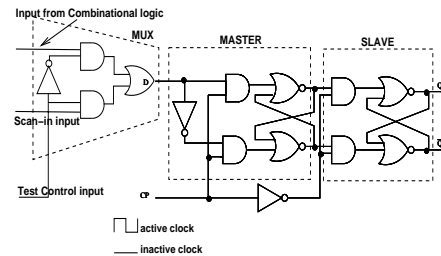 Input from Combinational logic
MUX
MASTER
SLAVE
D
Q
Scan-in input
Q
Test Control input
CP
active clock
inactive clock